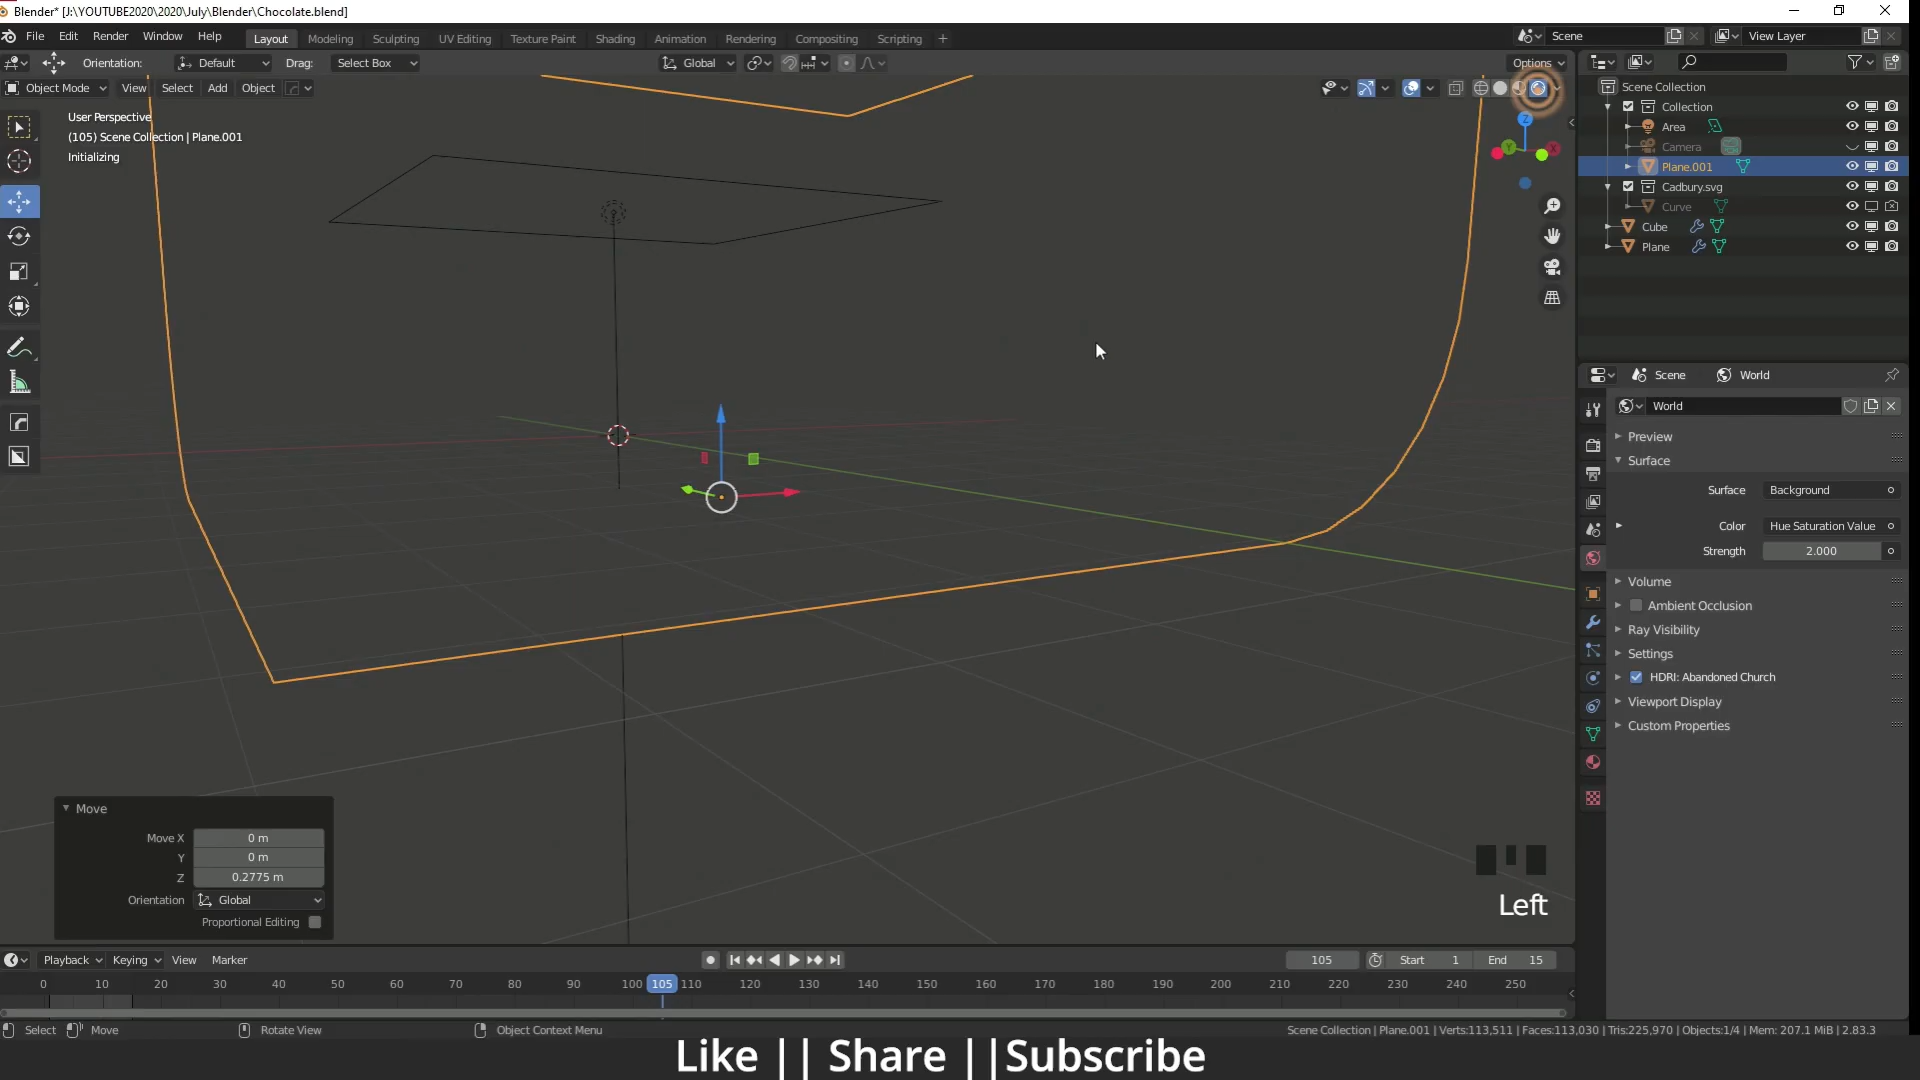 Blender* [J:\YOUTUBE2020\2020\July\Blender\Chocolate.blend]
File Edit Render Window Help Layout Modeling Sculpting UV Editing Texture Paint Shading Animation Rendering Compositing Scripting + Scene View Layer
Orientation: Default Drag: Select Box Global Options
Object Mode View Select Add Object
User Perspective
(105) Scene Collection | Plane.001
Initializing
Z
Y
X
Scene Collection
Collection
Area
Camera
Plane.001
Cadbury.svg
Curve
Cube
Plane
Scene World
World
Preview
Surface
Surface Background
Color Hue Saturation Value
Strength 2.000
Volume
Ambient Occlusion
Ray Visibility
Settings
HDRI: Abandoned Church
Viewport Display
Custom Properties
Move
Move X 0 m
Y 0 m
Z 0.2775 m
Orientation Global
Proportional Editing
Left
Playback Keying View Marker 105 Start 1 End 15
0 10 20 30 40 50 60 70 80 90 100 105 110 120 130 140 150 160 170 180 190 200 210 220 230 240 250
Select Move Rotate View Object Context Menu Scene Collection | Plane.001 | Verts:113,511 | Faces:113,030 | Tris:225,970 | Objects:1/4 | Mem: 207.1 MiB | 2.83.3
Like || Share ||Subscribe